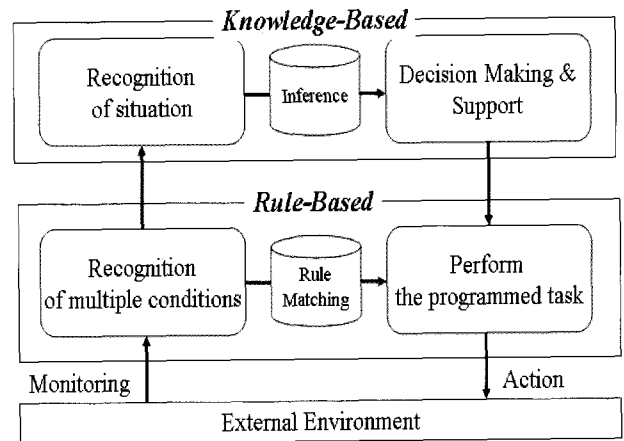 Knowledge-Based
Recognition
of situation
Inference
Decision Making &
Support
Rule-Based
Recognition
of multiple conditions
Rule
Matching
Perform
the programmed task
Monitoring
Action
External Environment